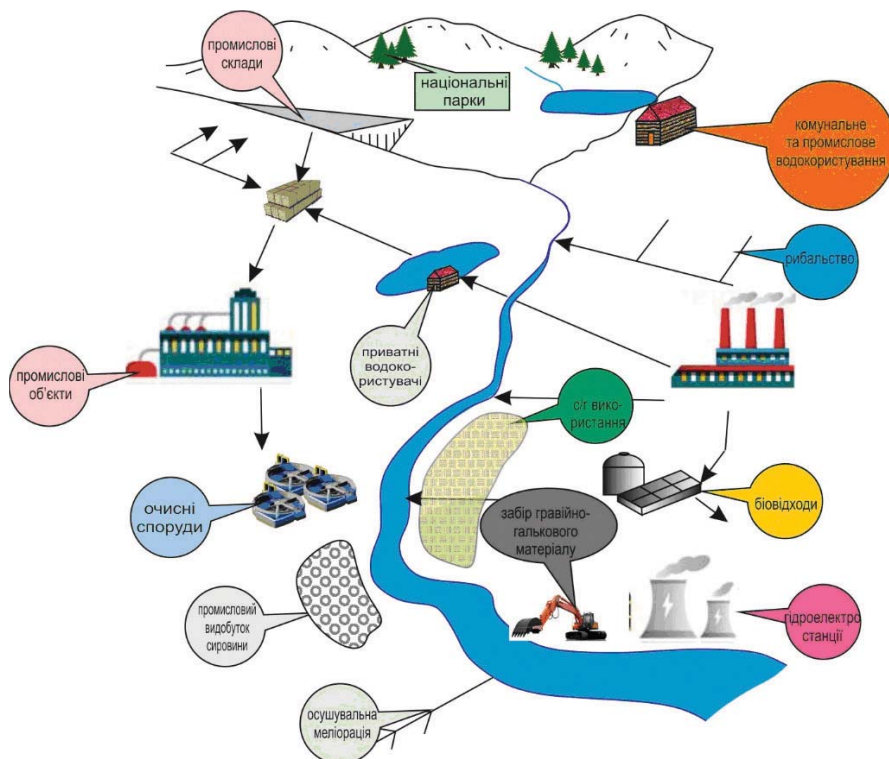 промислові
склади
національні
парки
комунальне
та промислове
водокористування
рибальство
приватні
водоко-
ристувачі
промислові
об'єкти
с/г вико-
ристання
очисні
споруди
забір гравійно-
галькового
матеріалу
біовідходи
промисловий
видобуток
сировини
гідроелектро
станції
осушувальна
меліорація